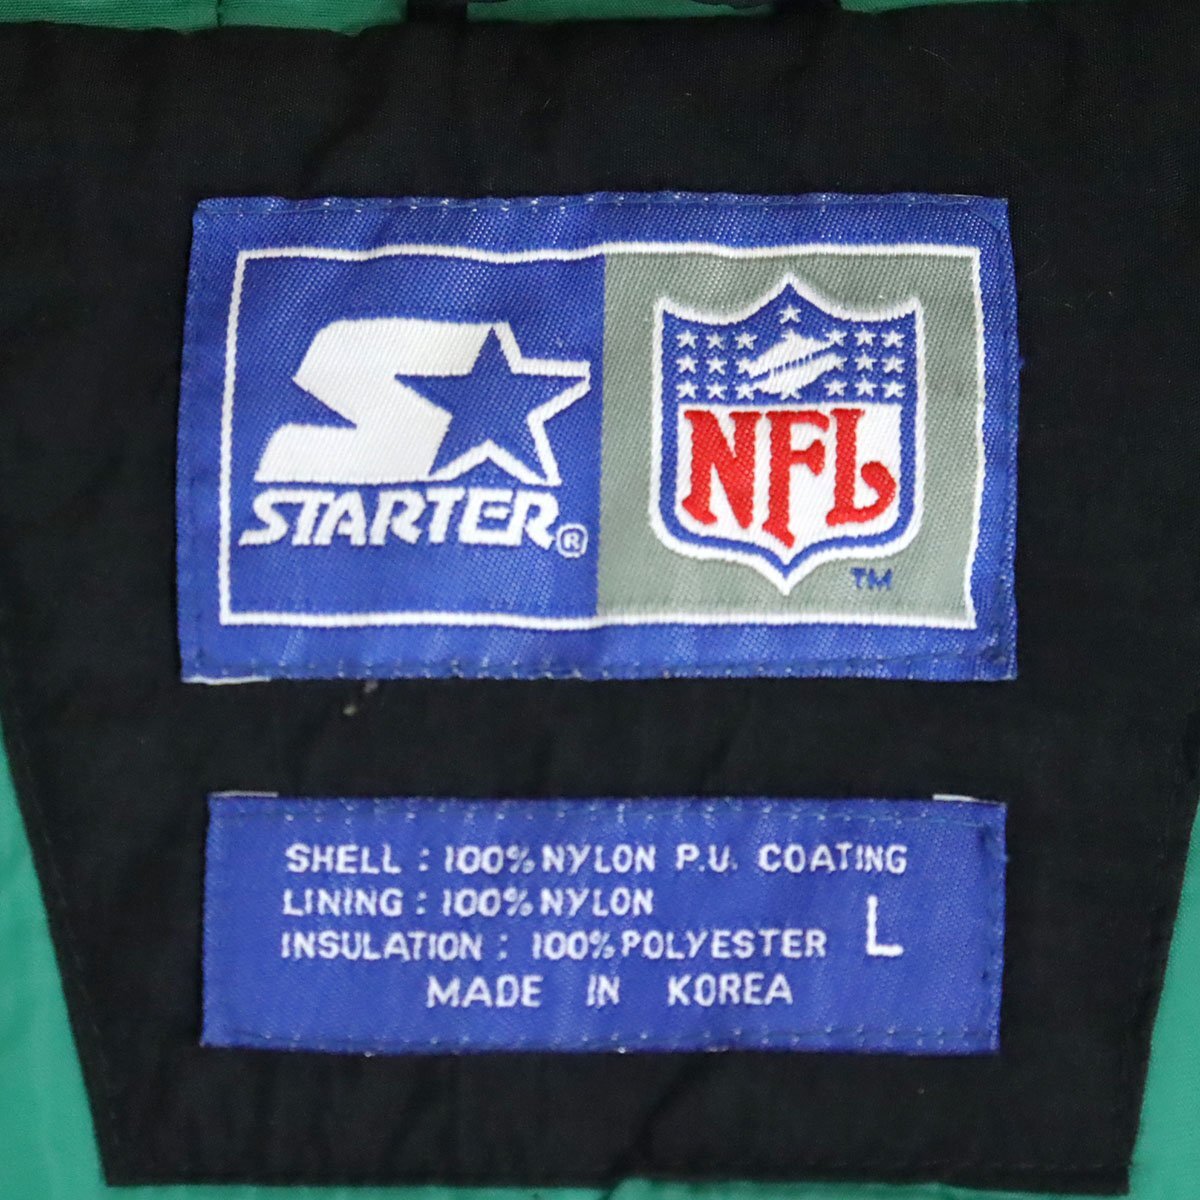 STARTER®
NFL
TM
SHELL : 100% NYLON P.U. COATING
LINING : 100% NYLON
INSULATION : 100% POLYESTER L
MADE IN KOREA